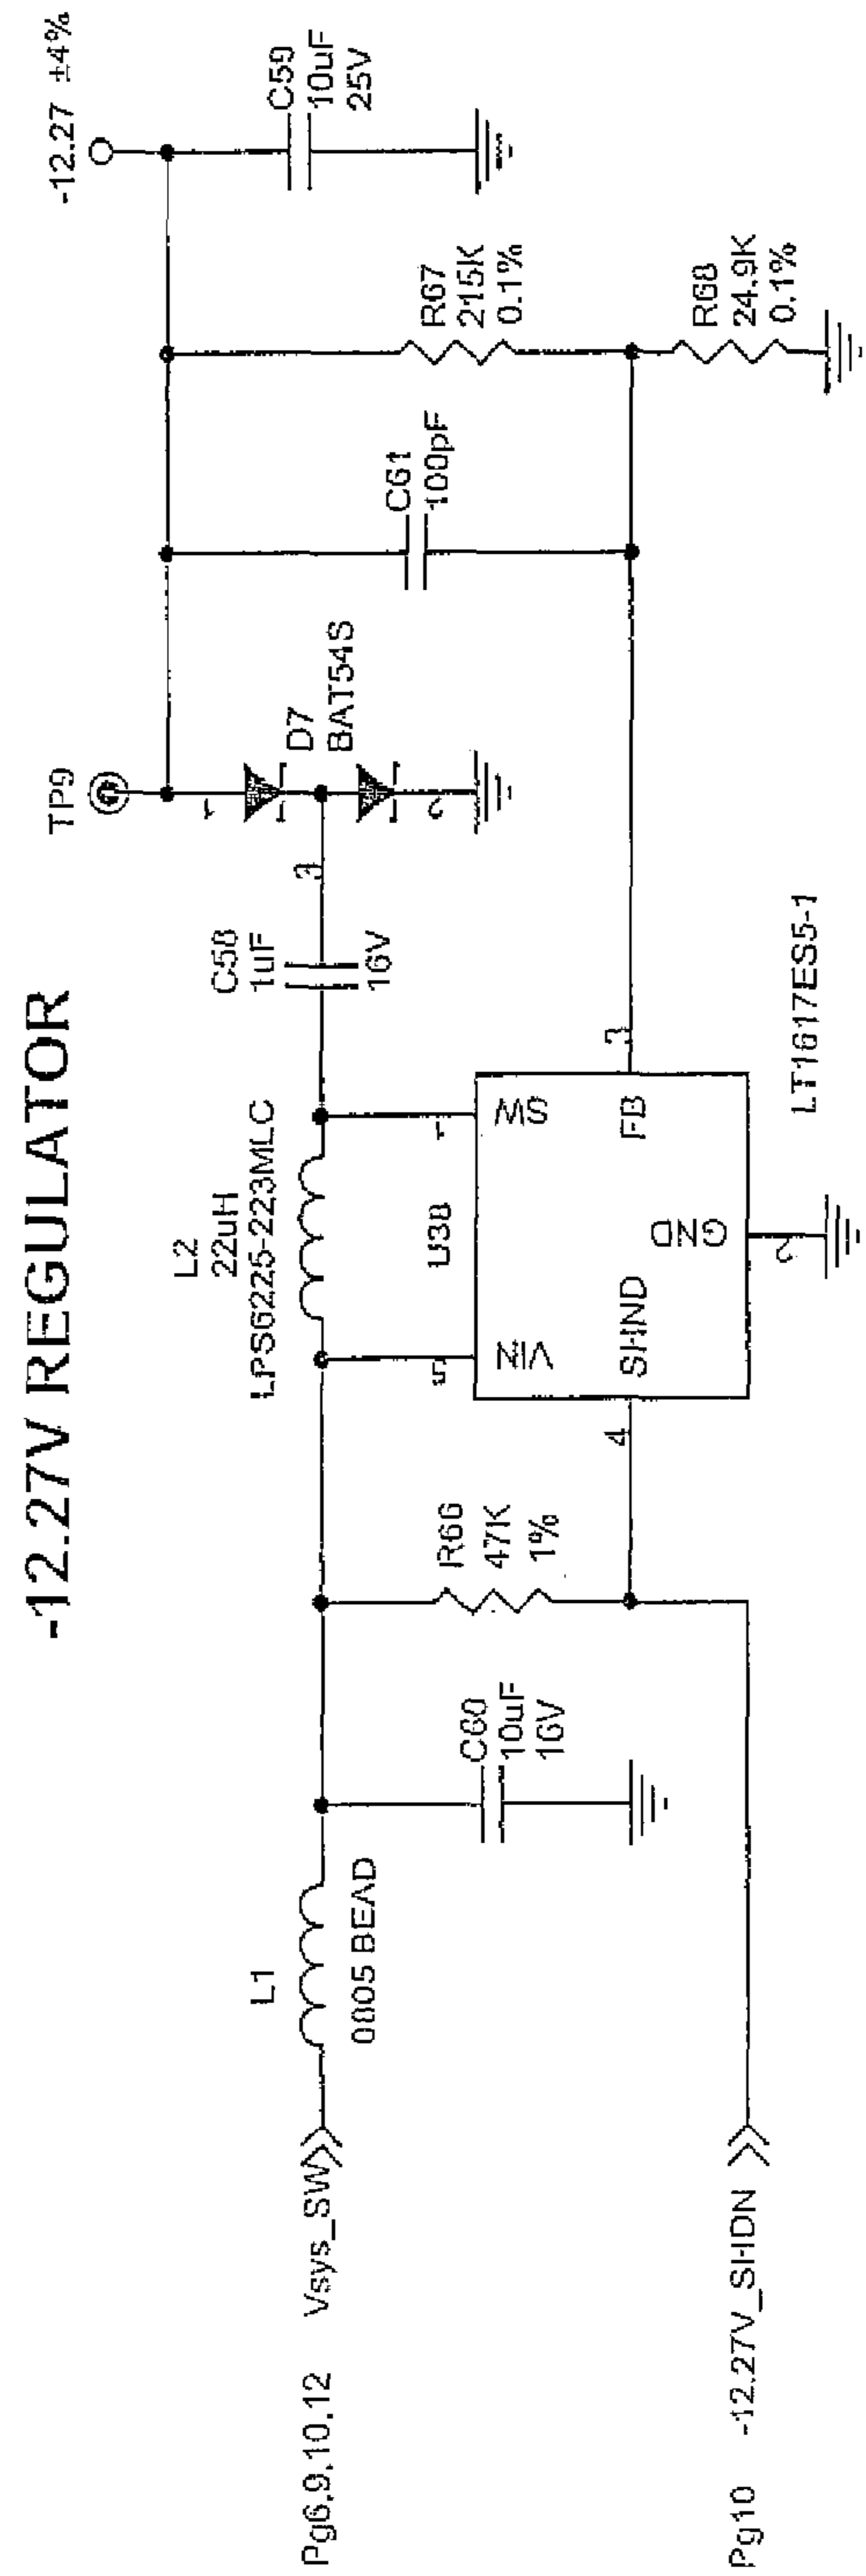 -12.27V REGULATOR
Pg6,9,10,12 Vsys_SW
L1
0805 BEAD
C60
10uF
16V
R66
47K
1%
Pg10 -12.27V_SHDN
L2
22uH
LPS6225-223MLC
U38
VIN
SW
SHND
FB
GND
5
1
4
3
2
LT1617ES5-1
C58
1uF
16V
3
TP9
1
D7
BAT54S
2
C61
100pF
R67
215K
0.1%
R68
24.9K
0.1%
-12.27 ±4%
C59
10uF
25V